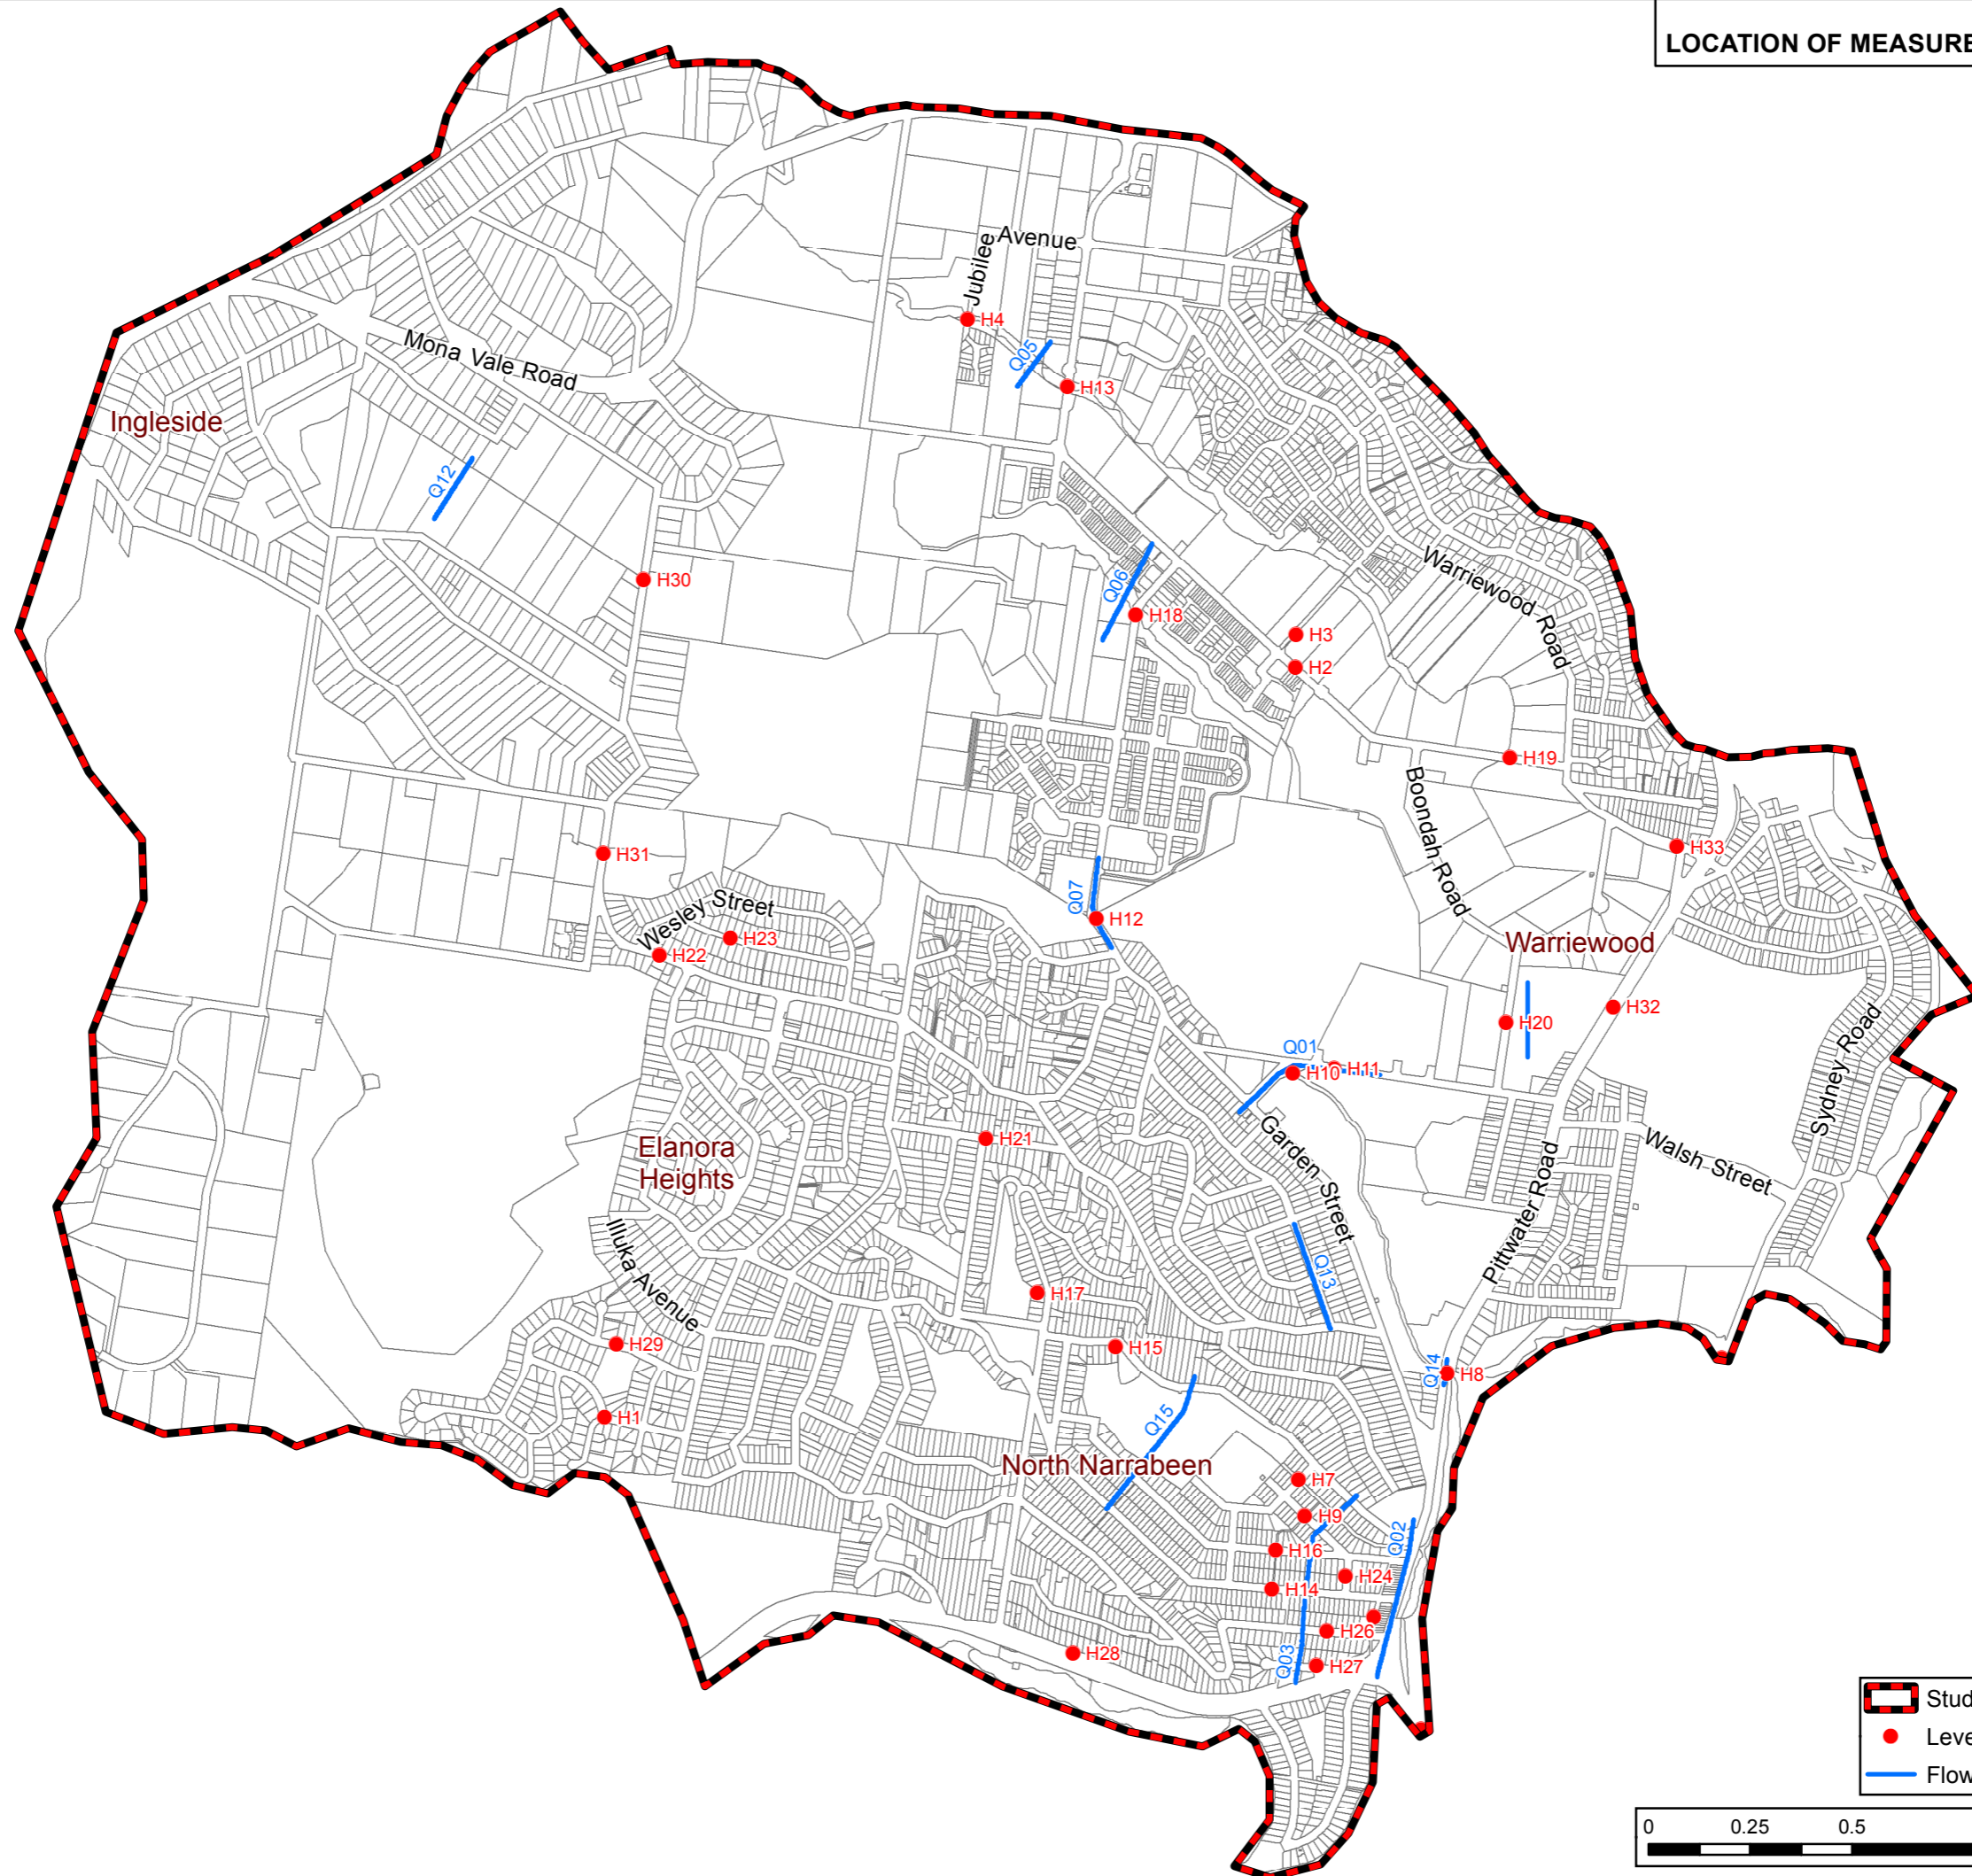 LOCATION OF MEASURE
Avenue
Jubilee
H4
Q05
H13
Mona Vale Road
Ingleside
Q12
Warriewood Road
H30
Q06
H18
H3
H2
H19
Boondah Road
H33
H31
Wesley Street
H23
H22
Q07
H12
Warriewood
H32
H20
Sydney Road
Q01
H11
H10
Garden Street
H21
Elanora
Heights
Walsh Street
Pittwater Road
Illuka Avenue
Q13
H17
H29
H15
Q14
H8
H1
Q15
North Narrabeen
H7
H9
Q02
H16
H24
H14
H26
Q03
H27
H28
Stud
Leve
Flow
0 0.25 0.5